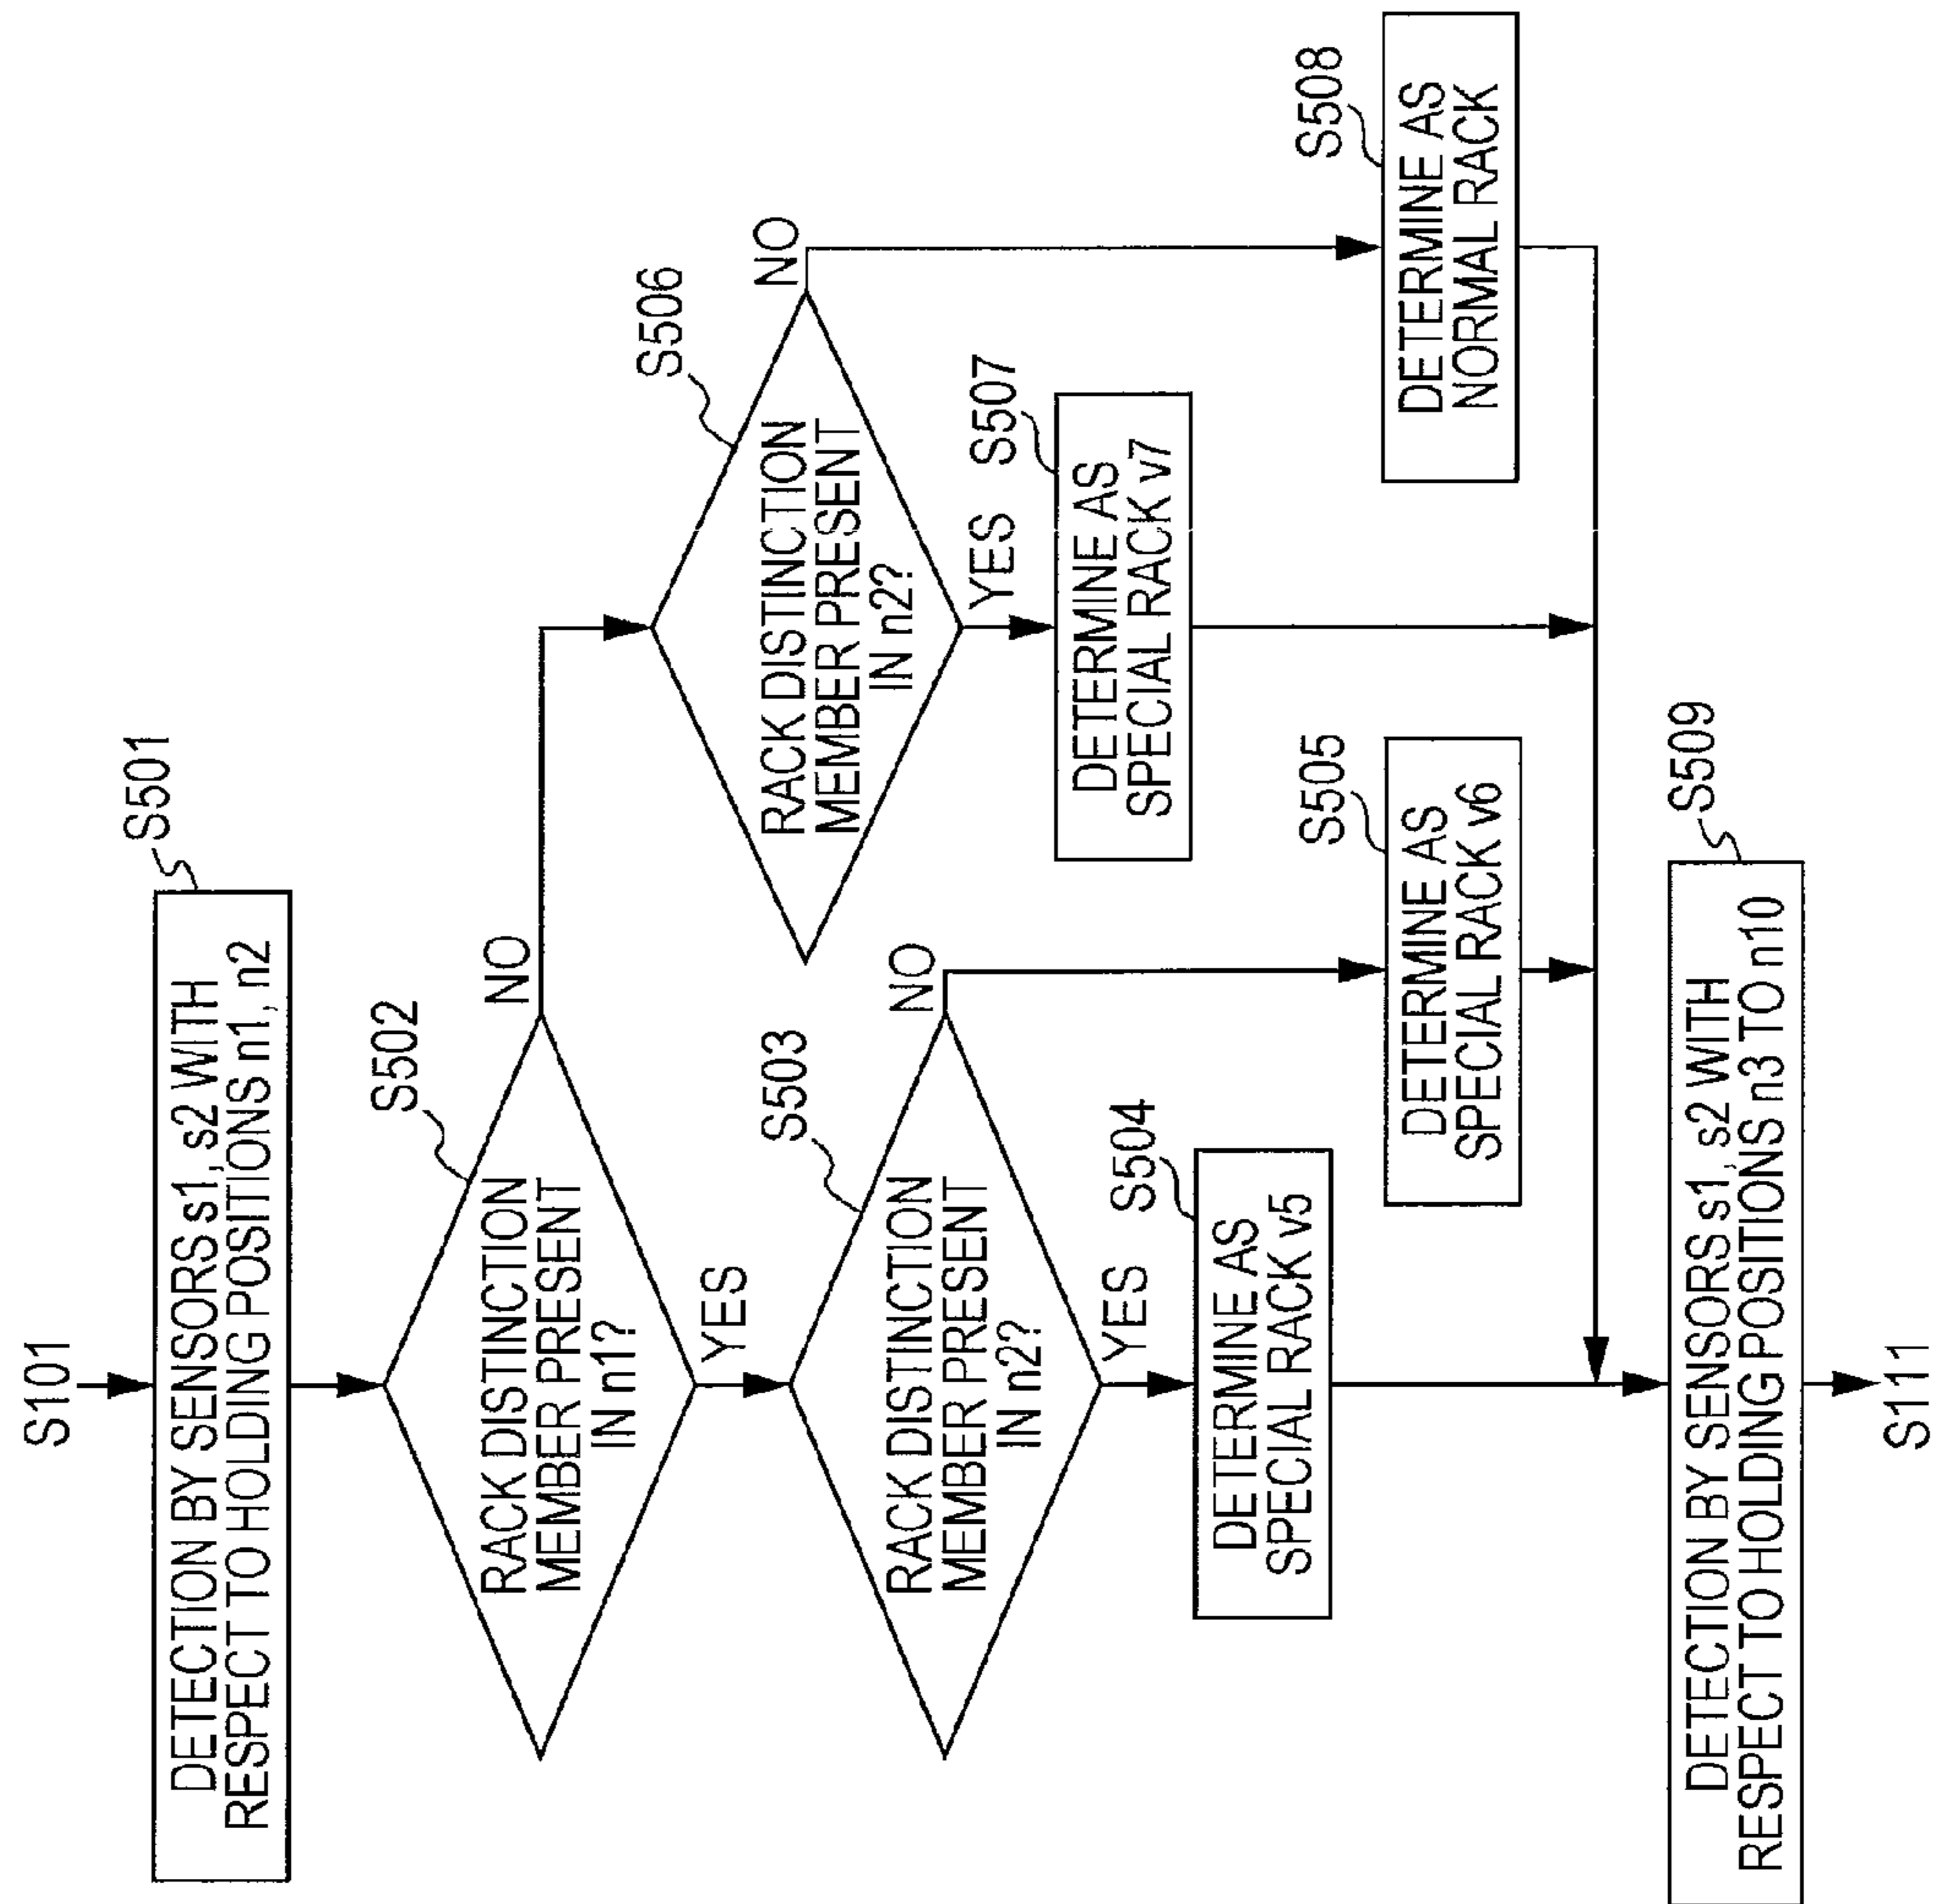 S101
S501
DETECTION BY SENSORS s1, s2 WITH
RESPECT TO HOLDING POSITIONS n1, n2
S502
RACK DISTINCTION
MEMBER PRESENT
IN n1?
NO
YES
S503
RACK DISTINCTION
MEMBER PRESENT
IN n2?
NO
YES
S504
DETERMINE AS
SPECIAL RACK v5
S505
DETERMINE AS
SPECIAL RACK v6
S506
RACK DISTINCTION
MEMBER PRESENT
IN n2?
NO
YES
S507
DETERMINE AS
SPECIAL RACK v7
S508
DETERMINE AS
NORMAL RACK
S509
DETECTION BY SENSORS s1, s2 WITH
RESPECT TO HOLDING POSITIONS n3 TO n10
S111